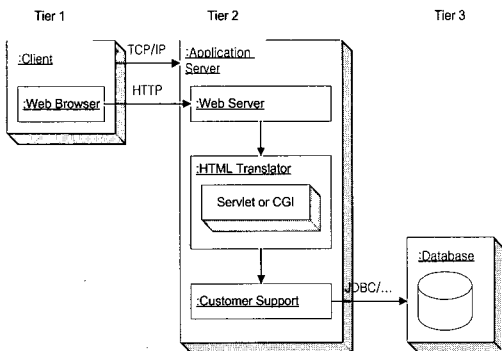 Tier 1
Tier 2
Tier 3
:Client
TCP/IP
:Application
Server
:Web Browser
HTTP
:Web Server
:HTML Translator
Servlet or CGI
:Customer Support
JDBC/...
:Database